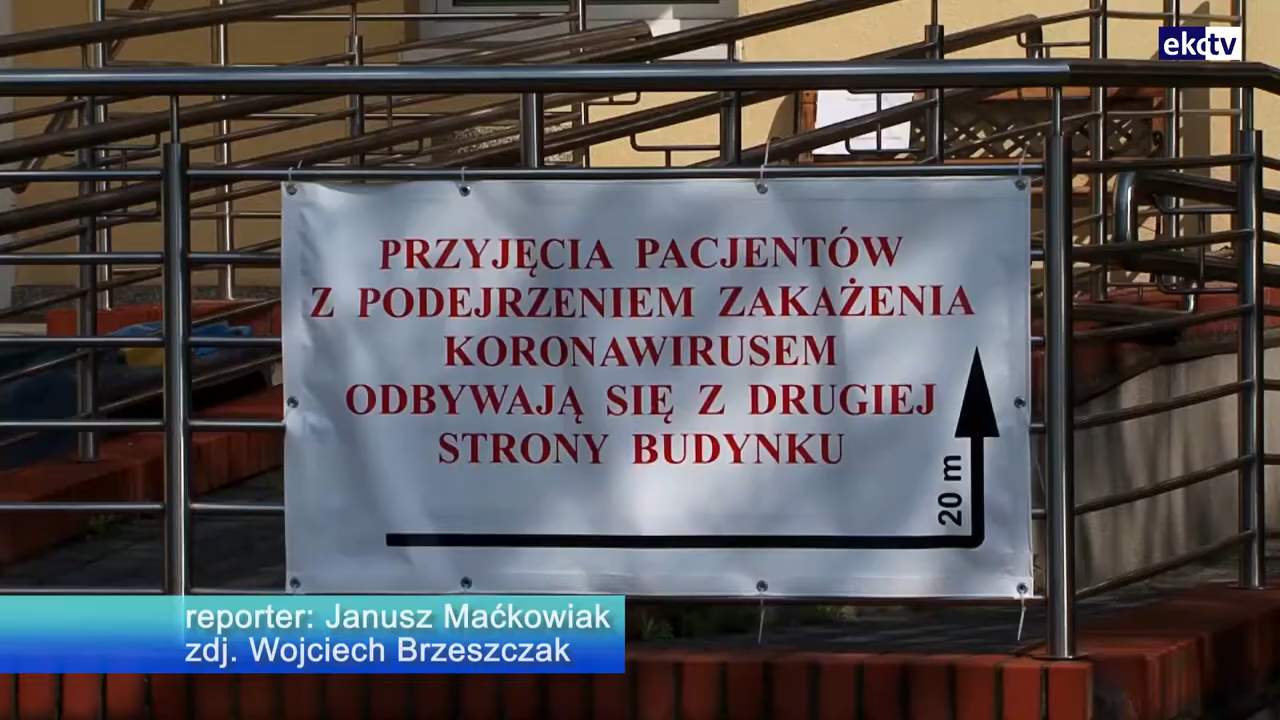 ekotv
PRZYJĘCIA PACJENTÓW
Z PODEJRZENIEM ZAKAŻENIA
KORONAWIRUSEM
ODBYWAJĄ SIĘ Z DRUGIEJ
STRONY BUDYNKU
20 m
reporter: Janusz Maćkowiak
zdj. Wojciech Brzeszczak